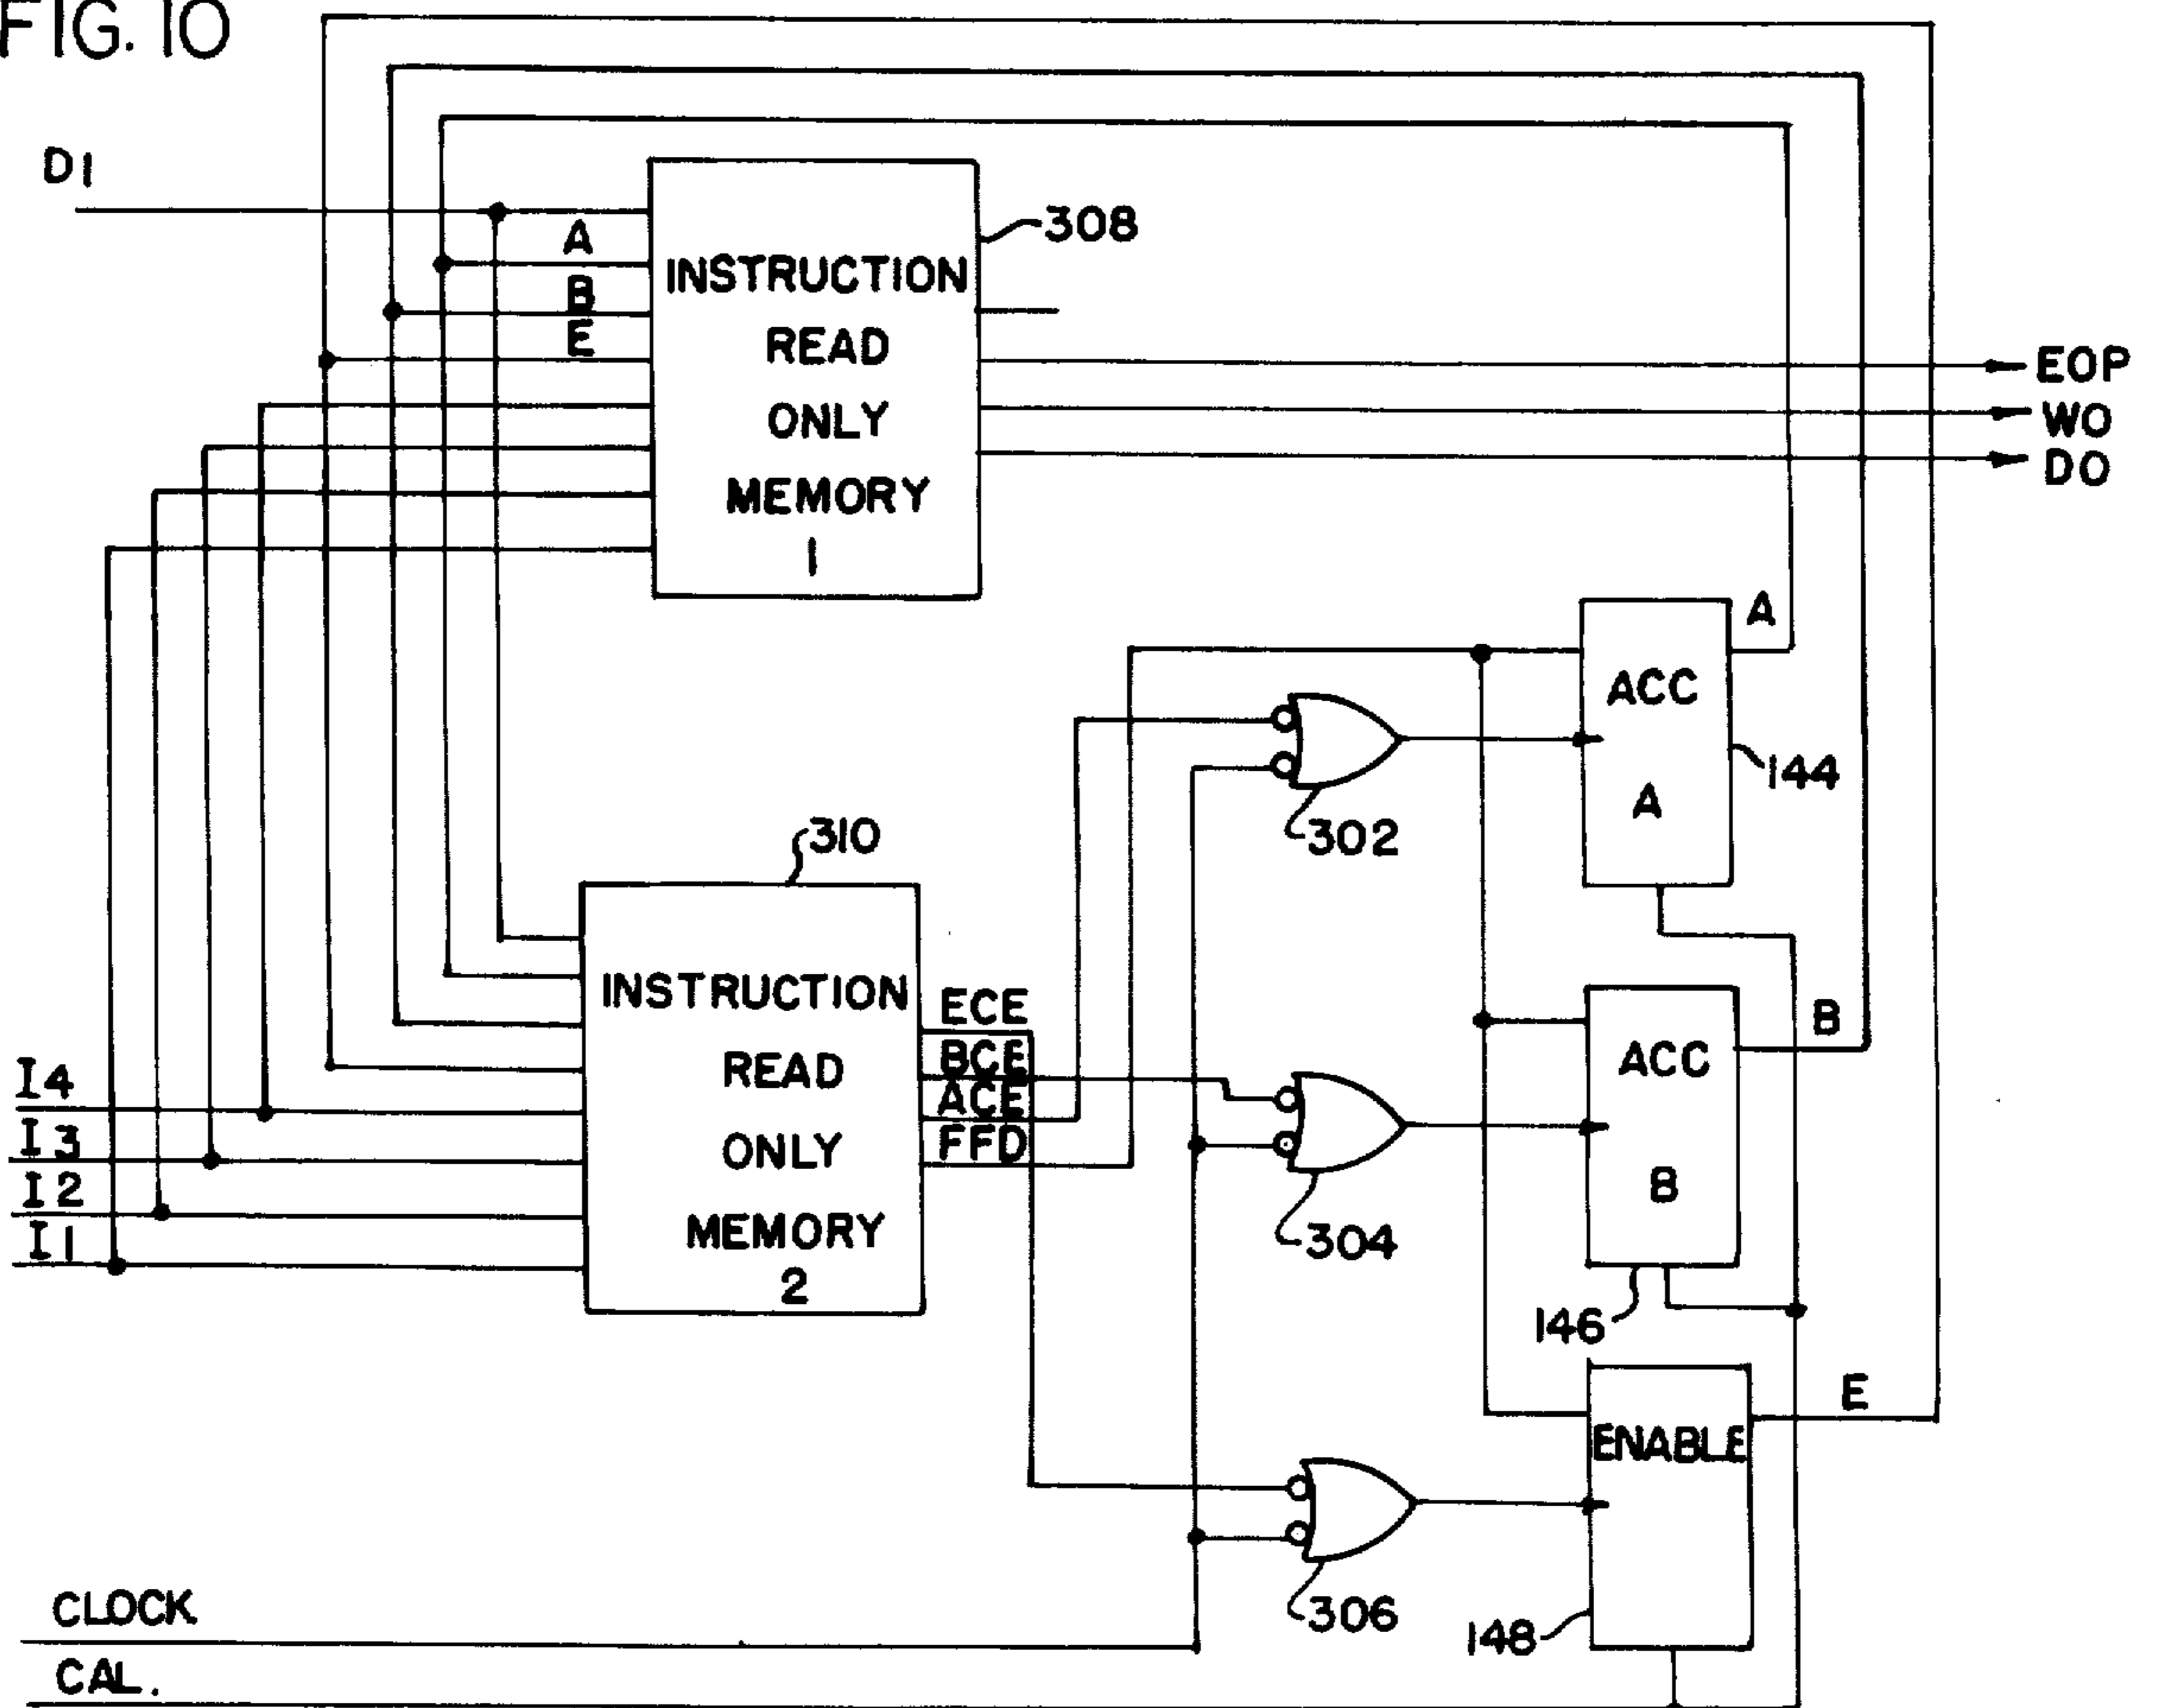 FIG. 10
D1
A
B
E
INSTRUCTION
READ
ONLY
MEMORY
1
308
EOP
WO
DO
A
ACC
A
144
302
310
INSTRUCTION
READ
ONLY
MEMORY
2
ECE
BCE
ACE
FFD
I4
I3
I2
I1
B
ACC
B
304
146
E
ENABLE
306
148
CLOCK
CAL.